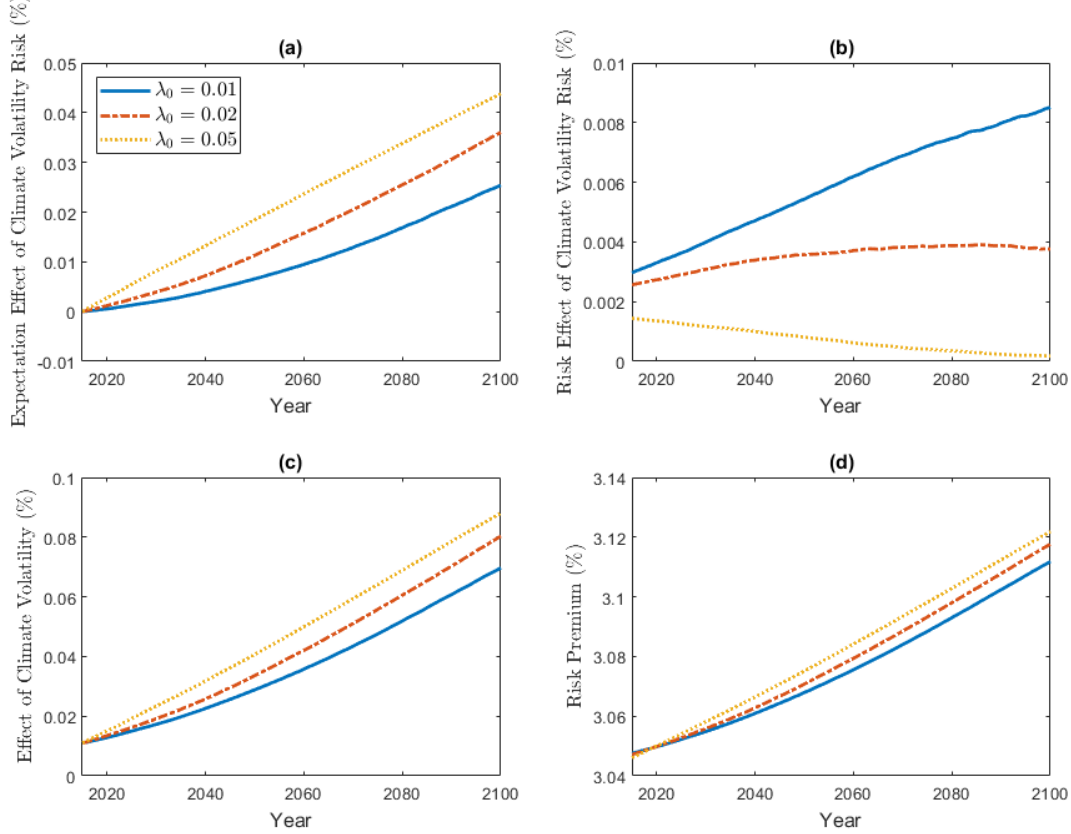 (a)
Expectation Effect of Climate Volatility Risk (%)
0.05
0.04
0.03
0.02
0.01
0
-0.01
λ₀ = 0.01
λ₀ = 0.02
λ₀ = 0.05
2020 2040 2060 2080 2100
Year
(b)
Risk Effect of Climate Volatility Risk (%)
0.01
0.008
0.006
0.004
0.002
0
2020 2040 2060 2080 2100
Year
(c)
Effect of Climate Volatility (%)
0.1
0.08
0.06
0.04
0.02
0
2020 2040 2060 2080 2100
Year
(d)
Risk Premium (%)
3.14
3.12
3.1
3.08
3.06
3.04
2020 2040 2060 2080 2100
Year